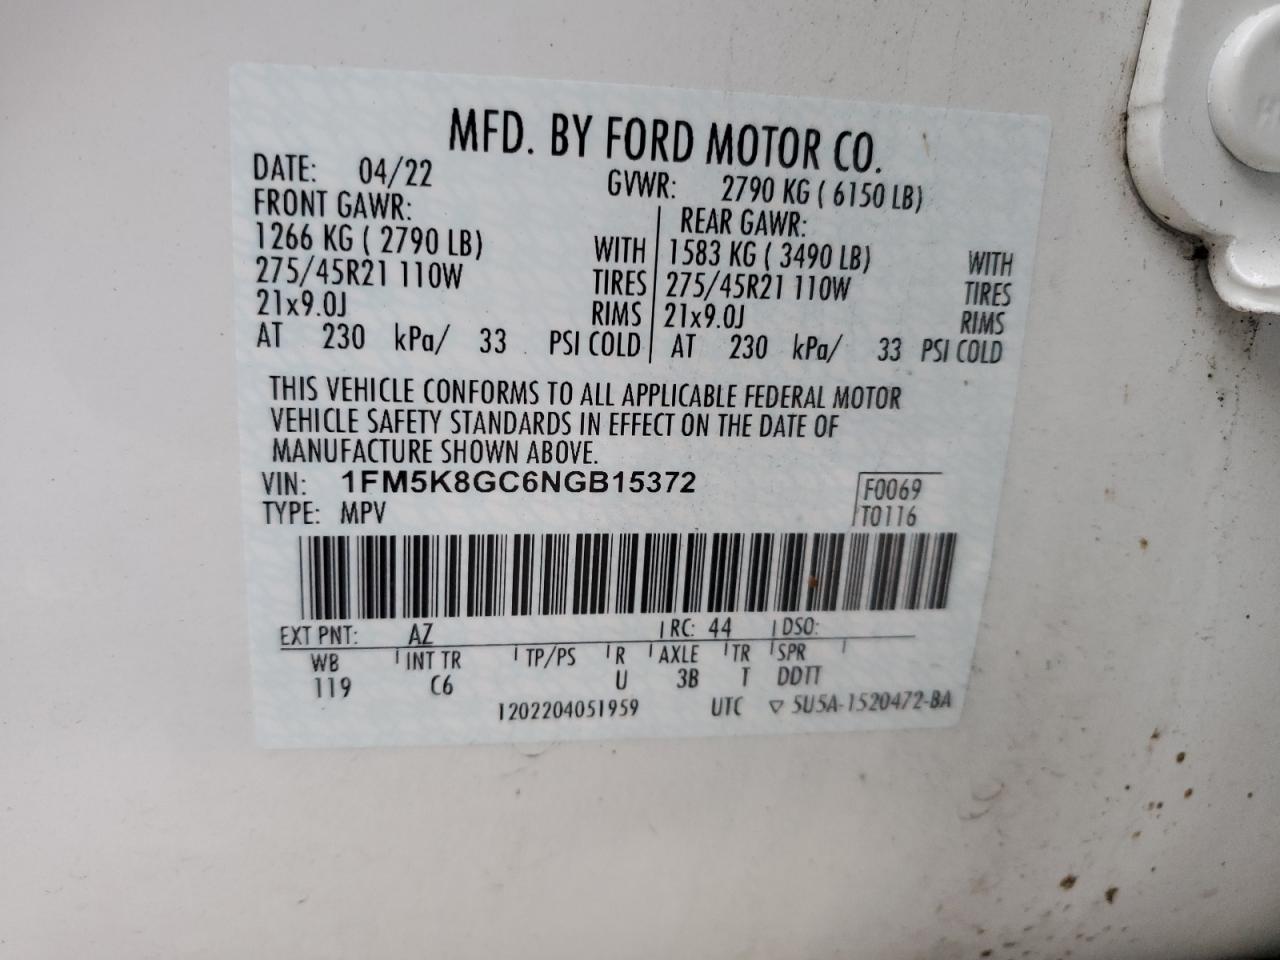 MFD. BY FORD MOTOR CO.
DATE: 04/22 GVWR: 2790 KG ( 6150 LB)
FRONT GAWR: REAR GAWR:
1266 KG ( 2790 LB) WITH 1583 KG ( 3490 LB) WITH
275/45R21 110W TIRES 275/45R21 110W TIRES
21x9.0J RIMS 21x9.0J RIMS
AT 230 kPa/ 33 PSI COLD AT 230 kPa/ 33 PSI COLD
THIS VEHICLE CONFORMS TO ALL APPLICABLE FEDERAL MOTOR
VEHICLE SAFETY STANDARDS IN EFFECT ON THE DATE OF
MANUFACTURE SHOWN ABOVE.
VIN: 1FM5K8GC6NGB15372 F0069
TYPE: MPV T0116
EXT PNT: AZ RC: 44 DSO:
WB INT TR TP/PS R AXLE TR SPR
119 C6 U 3B T DDTT
1202204051959 UTC ▽ 5U5A-1520472-BA